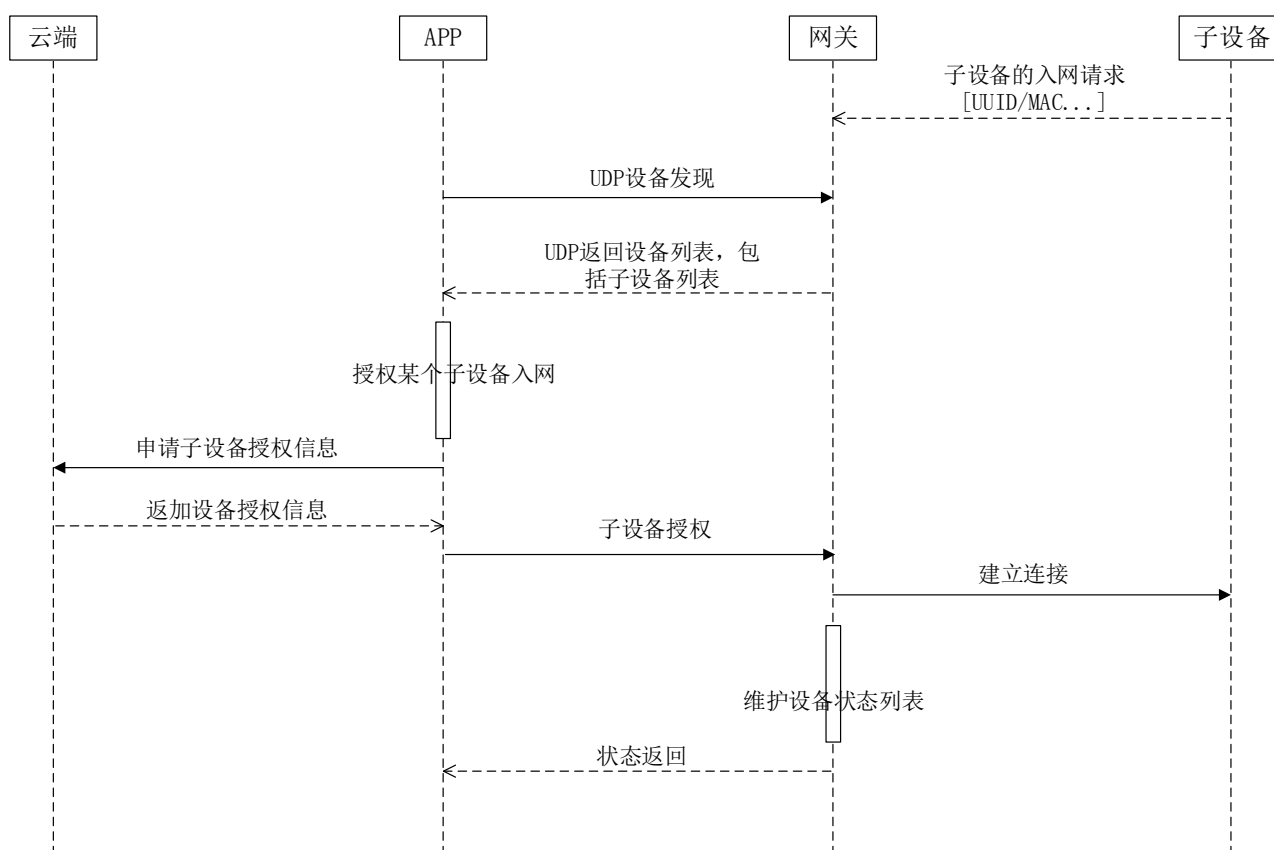 云端
APP
网关
子设备
子设备的入网请求
[UUID/MAC...]
UDP设备发现
UDP返回设备列表，包
括子设备列表
授权某个子设备入网
申请子设备授权信息
返加设备授权信息
子设备授权
建立连接
维护设备状态列表
状态返回